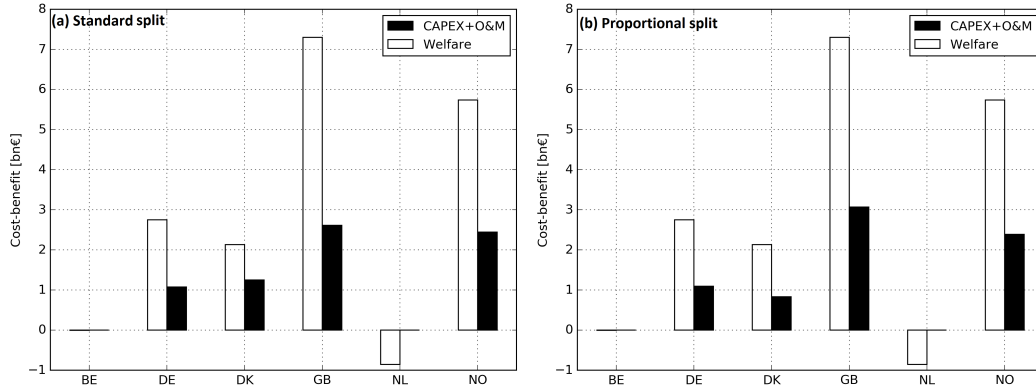 (a) Standard split
CAPEX+O&M
Welfare
Cost-benefit [bn€]
8
7
6
5
4
3
2
1
0
−1
BE DE DK GB NL NO
(b) Proportional split
CAPEX+O&M
Welfare
Cost-benefit [bn€]
8
7
6
5
4
3
2
1
0
−1
BE DE DK GB NL NO